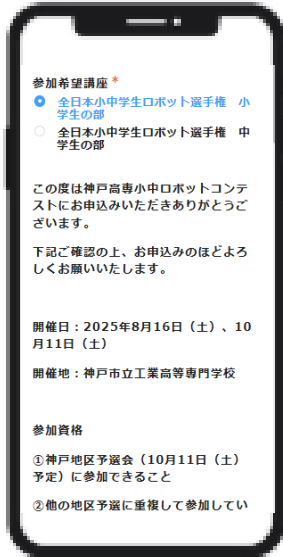 参加希望講座 *
全日本小中学生ロボット選手権 小
学生の部
全日本小中学生ロボット選手権 中
学生の部
この度は神戸高専小中ロボットコンテ
ストにお申込みいただきありがとうご
ざいます。
下記ご確認の上、お申込みのほどよろ
しくお願いいたします。
開催日：2025年8月16日（土）、10
月11日（土）
開催地：神戸市立工業高等専門学校
参加資格
①神戸地区予選会（10月11日（土）
予定）に参加できること
②他の地区予選に重複して参加してい